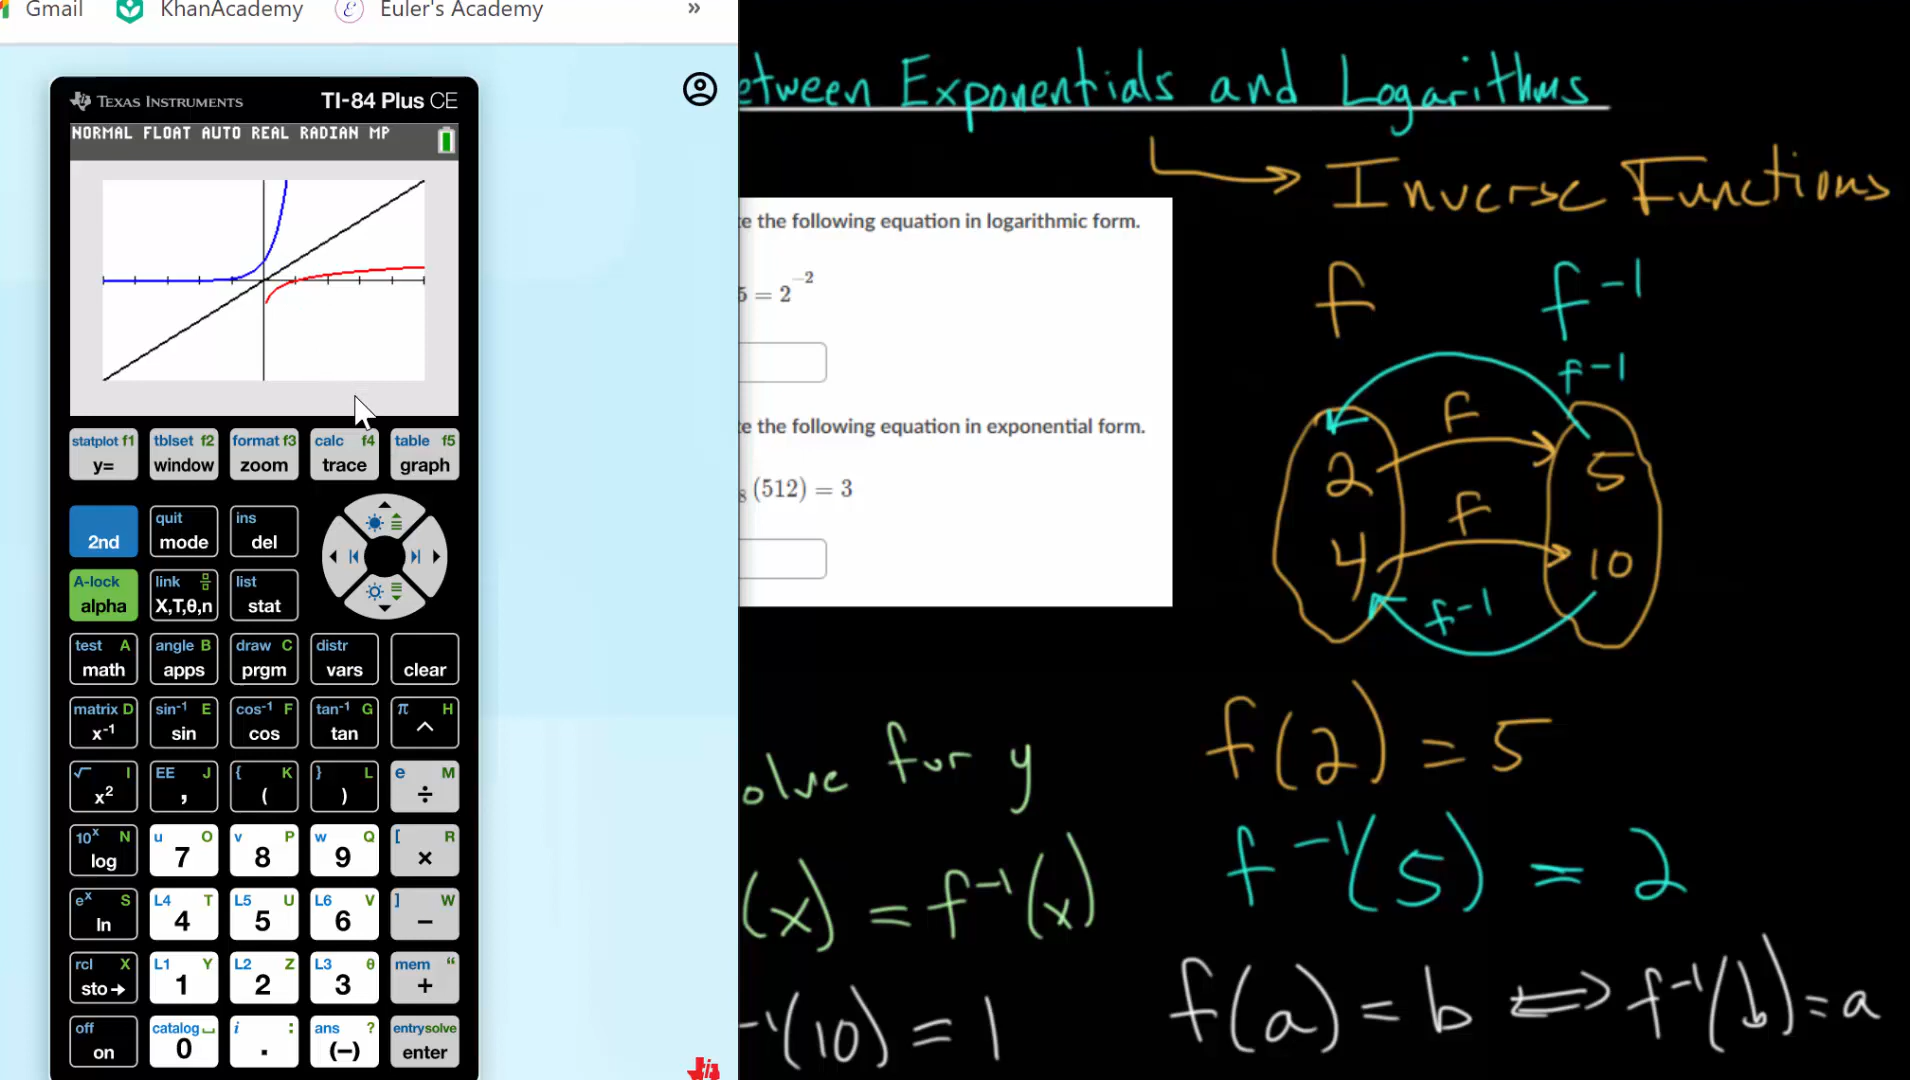 Gmail KhanAcademy Euler's Academy »
TEXAS INSTRUMENTS TI-84 Plus CE
NORMAL FLOAT AUTO REAL RADIAN MP
statplot f1 tblset f2 format f3 calc f4 table f5
y= window zoom trace graph
quit ins
2nd mode del
A-lock link list
alpha X,T,θ,n stat
test A angle B draw C distr
math apps prgm vars clear
matrix D sin⁻¹ E cos⁻¹ F tan⁻¹ G π H
x⁻¹ sin cos tan ^
√ I EE J { K } L e M
x² , ( ) ÷
10ˣ N u O v P w Q [ R
log 7 8 9 ×
eˣ S L4 T L5 U L6 V ] W
ln 4 5 6 −
rcl X L1 Y L2 Z L3 θ mem "
sto→ 1 2 3 +
off catalog i : ans ? entry solve
on 0 . (−) enter
etween Exponentials and Logarithms
Inverse Functions
e the following equation in logarithmic form.
5 = 2⁻²
e the following equation in exponential form.
8 (512) = 3
f f⁻¹
f⁻¹
f
2 5
f
4 10
f⁻¹
olve for y
(x) = f⁻¹(x)
⁻¹(10) = 1
f(2) = 5
f⁻¹(5) = 2
f(a) = b ⟺ f⁻¹(b) = a